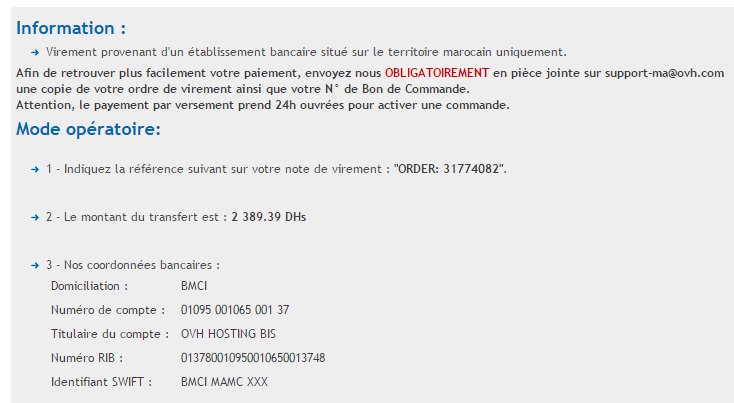 Information :
Virement provenant d'un établissement bancaire situé sur le territoire marocain uniquement.
Afin de retrouver plus facilement votre paiement, envoyez nous OBLIGATOIREMENT en pièce jointe sur support-ma@ovh.com
une copie de votre ordre de virement ainsi que votre N° de Bon de Commande.
Attention, le payement par versement prend 24h ouvrées pour activer une commande.
Mode opératoire:
1 - Indiquez la référence suivant sur votre note de virement : "ORDER: 31774082".
2 - Le montant du transfert est : 2 389.39 DHs
3 - Nos coordonnées bancaires :
Domiciliation : BMCI
Numéro de compte : 01095 001065 001 37
Titulaire du compte : OVH HOSTING BIS
Numéro RIB : 013780010950010650013748
Identifiant SWIFT : BMCI MAMC XXX